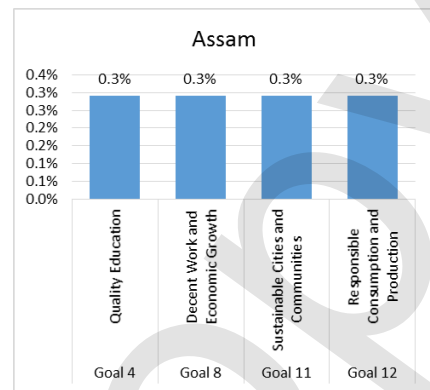 Assam
0.4%
0.3%
0.3%
0.2%
0.2%
0.1%
0.1%
0.0%
0.3%
0.3%
0.3%
0.3%
Quality Education
Decent Work and
Economic Growth
Sustainable Cities and
Communities
Responsible
Consumption and
Production
Goal 4
Goal 8
Goal 11
Goal 12